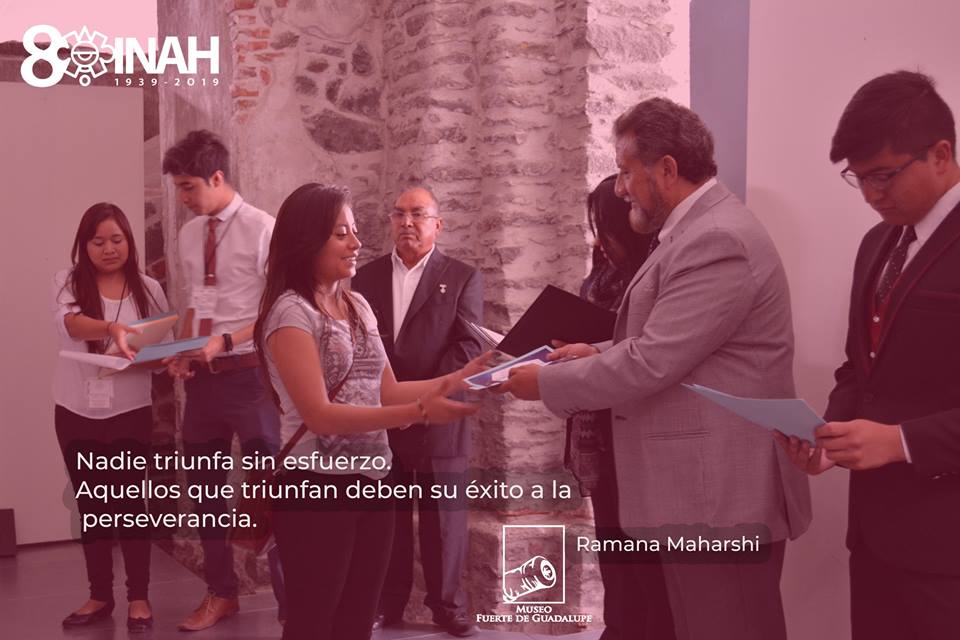 80 INAH
1939-2019
Nadie triunfa sin esfuerzo.
Aquellos que triunfan deben su éxito a la
perseverancia.
Ramana Maharshi
MUSEO
FUERTE DE GUADALUPE